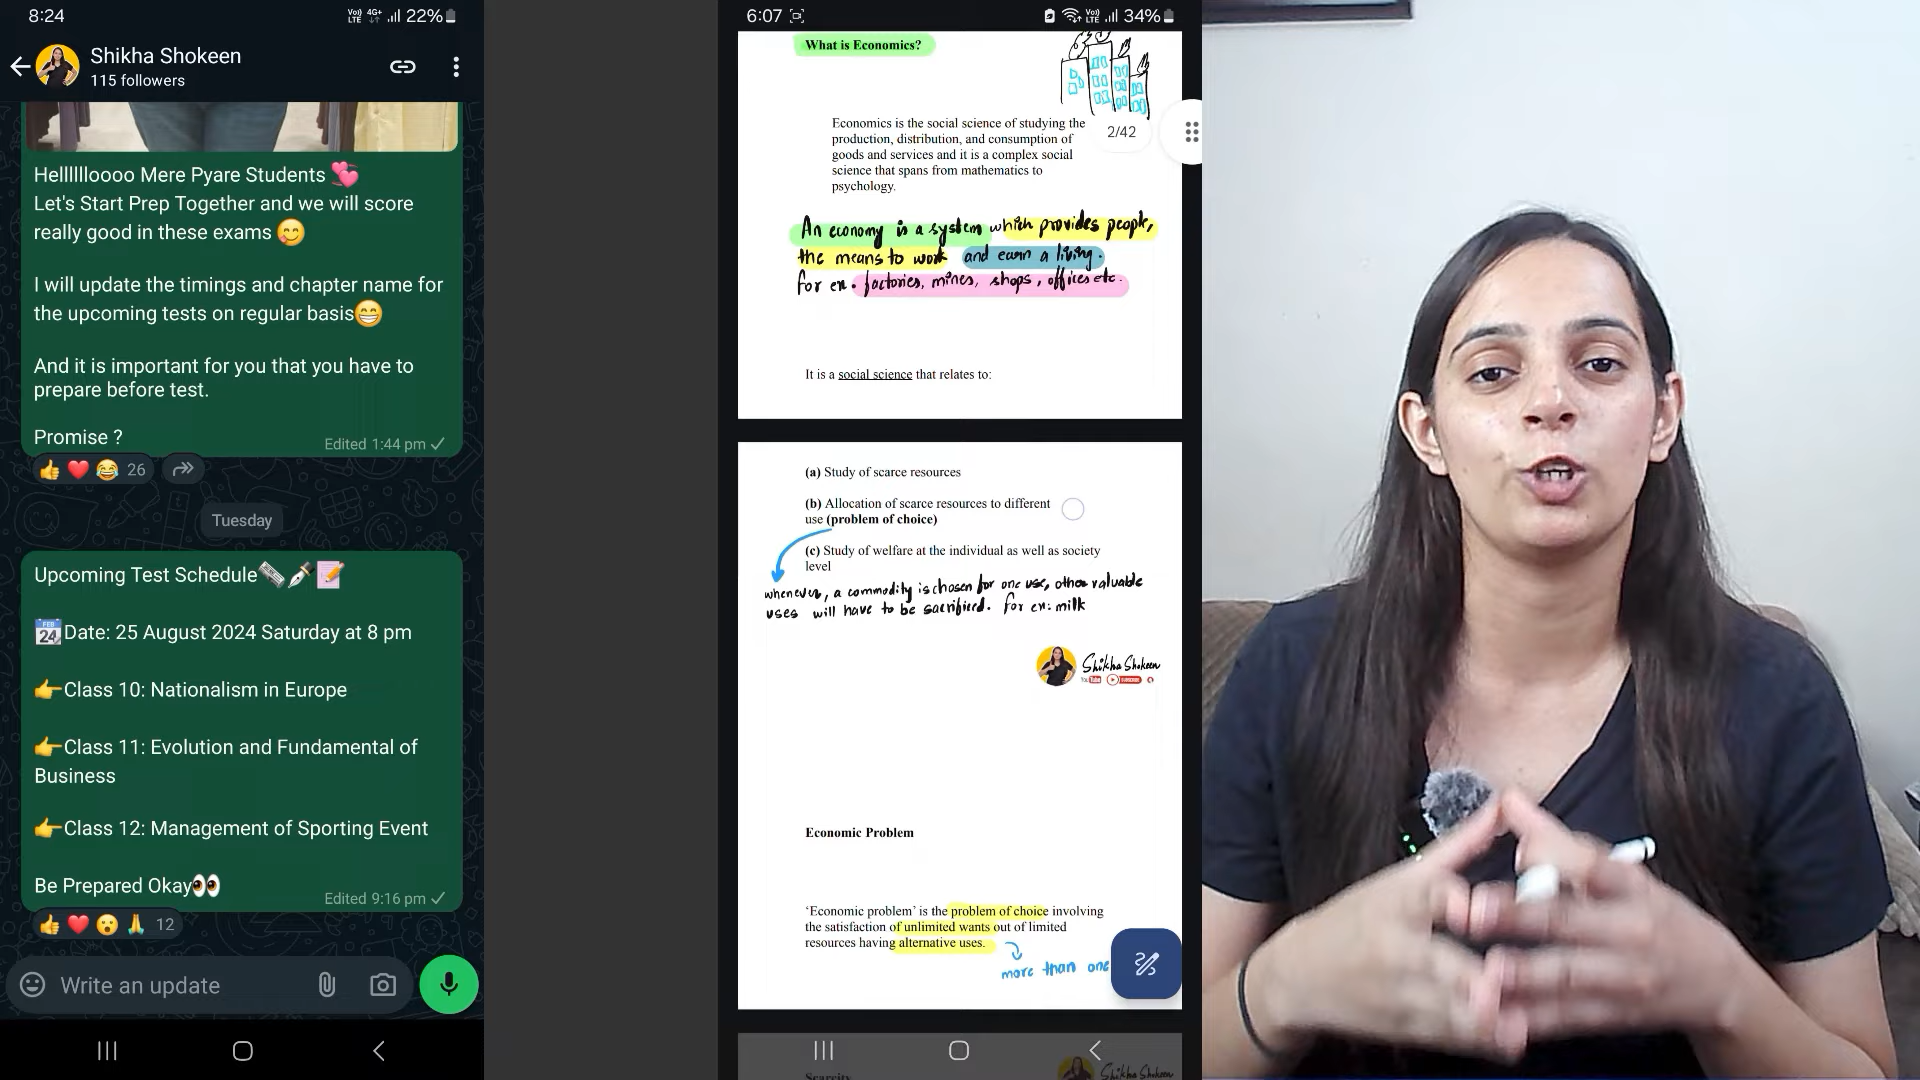 8:24
Vo) LTE 4G+ 22%
Shikha Shokeen
115 followers
Helllllloooo Mere Pyare Students 💞
Let's Start Prep Together and we will score
really good in these exams 😋
I will update the timings and chapter name for
the upcoming tests on regular basis😁
And it is important for you that you have to
prepare before test.
Promise ?
Edited 1:44 pm
👍❤️😂 26
Tuesday
Upcoming Test Schedule🗞️🖋️📝
📆Date: 25 August 2024 Saturday at 8 pm
👉Class 10: Nationalism in Europe
👉Class 11: Evolution and Fundamental of
Business
👉Class 12: Management of Sporting Event
Be Prepared Okay👀
Edited 9:16 pm
👍❤️😮🙏 12
Write an update
6:07
Vo) LTE 34%
What is Economics?
2/42
Economics is the social science of studying the
production, distribution, and consumption of
goods and services and it is a complex social
science that spans from mathematics to
psychology.
An economy is a system which provides people,
the means to work and earn a living.
for ex. factories, mines, shops, offices etc.
It is a social science that relates to:
(a) Study of scarce resources
(b) Allocation of scarce resources to different
use (problem of choice)
(c) Study of welfare at the individual as well as society
level
whenever, a commodity is chosen for one use, other valuable
uses will have to be sacrificed. for ex: milk
Shikha Shokeen
YouTube SUBSCRIBE
Economic Problem
‘Economic problem’ is the problem of choice involving
the satisfaction of unlimited wants out of limited
resources having alternative uses.
more than one
Shikha Shokeen
Scarcity